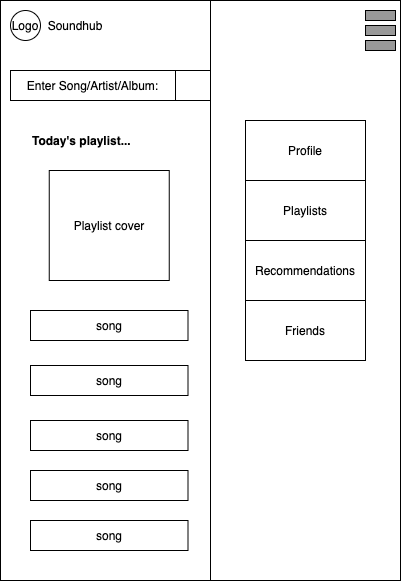 Logo Soundhub
Enter Song/Artist/Album:
Today's playlist...
Playlist cover
song
song
song
song
song
Profile
Playlists
Recommendations
Friends